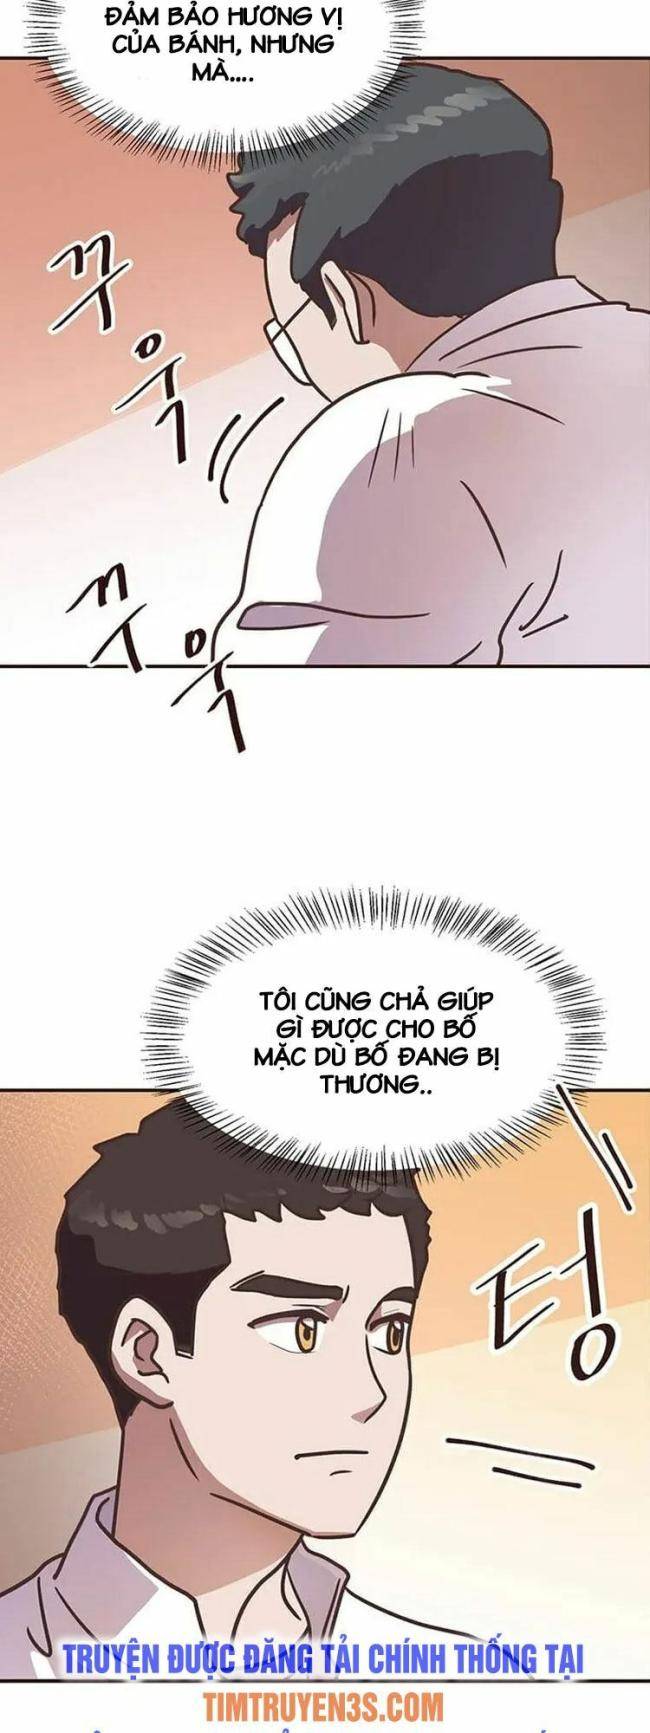 ĐẢM BẢO HƯƠNG VỊ
CỦA BÁNH, NHƯNG
MÀ....
꾸
욱
꾸
욱
TÔI CŨNG CHẢ GIÚP
GÌ ĐƯỢC CHO BỐ
MẶC DÙ BỐ ĐANG BỊ
THƯƠNG..
텅
TRUYỆN ĐƯỢC ĐĂNG TẢI CHÍNH THỐNG TẠI
TIMTRUYEN3S.COM